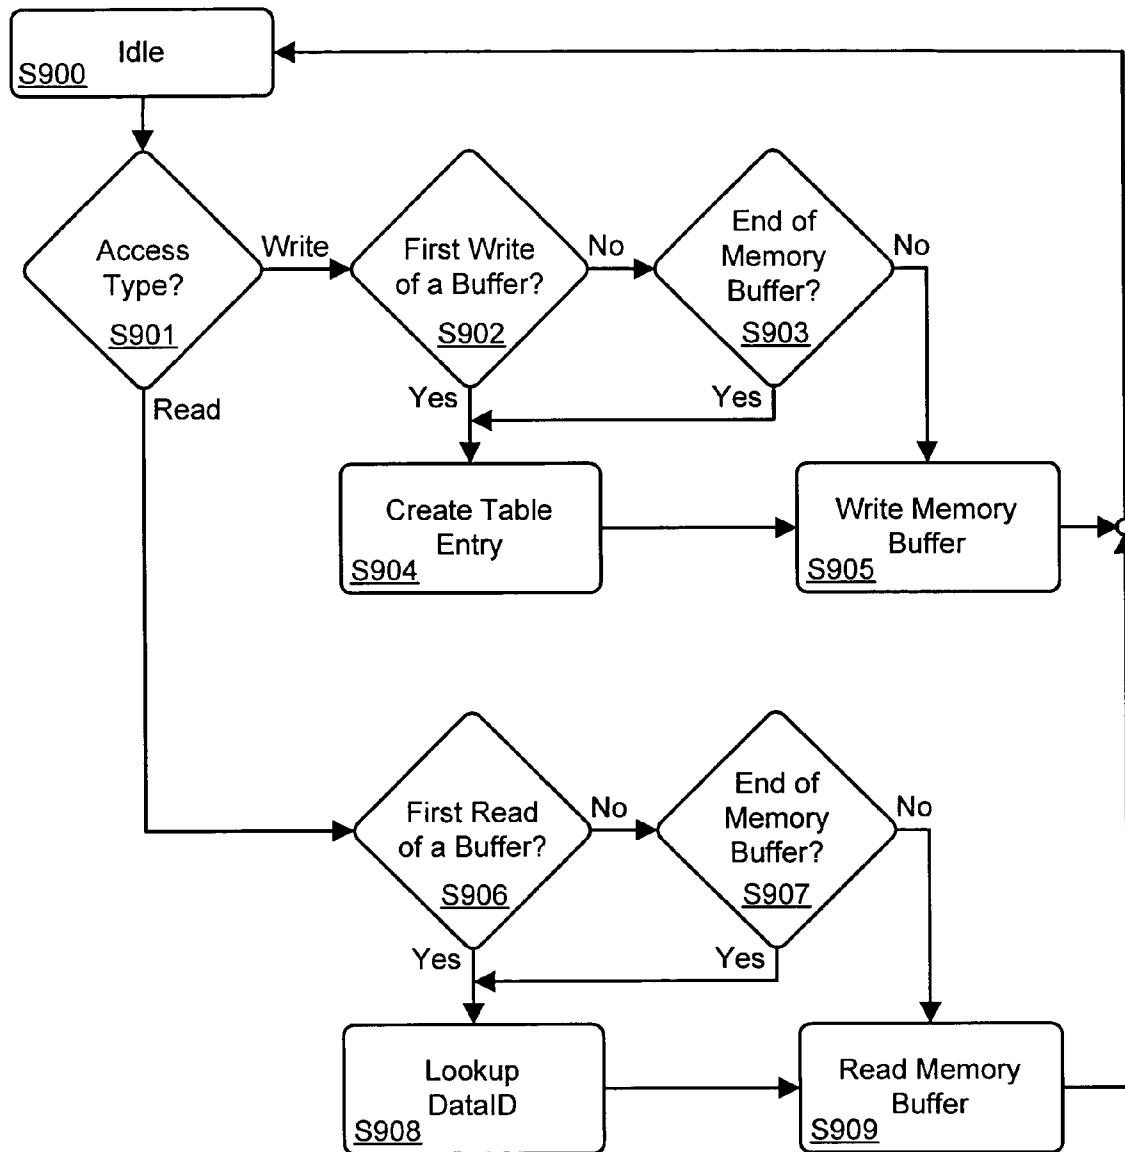 Idle
S900
Access
Type?
S901
Write
Read
First Write
of a Buffer?
S902
No
Yes
End of
Memory
Buffer?
S903
No
Yes
Create Table
Entry
S904
Write Memory
Buffer
S905
First Read
of a Buffer?
S906
No
Yes
End of
Memory
Buffer?
S907
No
Yes
Lookup
DataID
S908
Read Memory
Buffer
S909